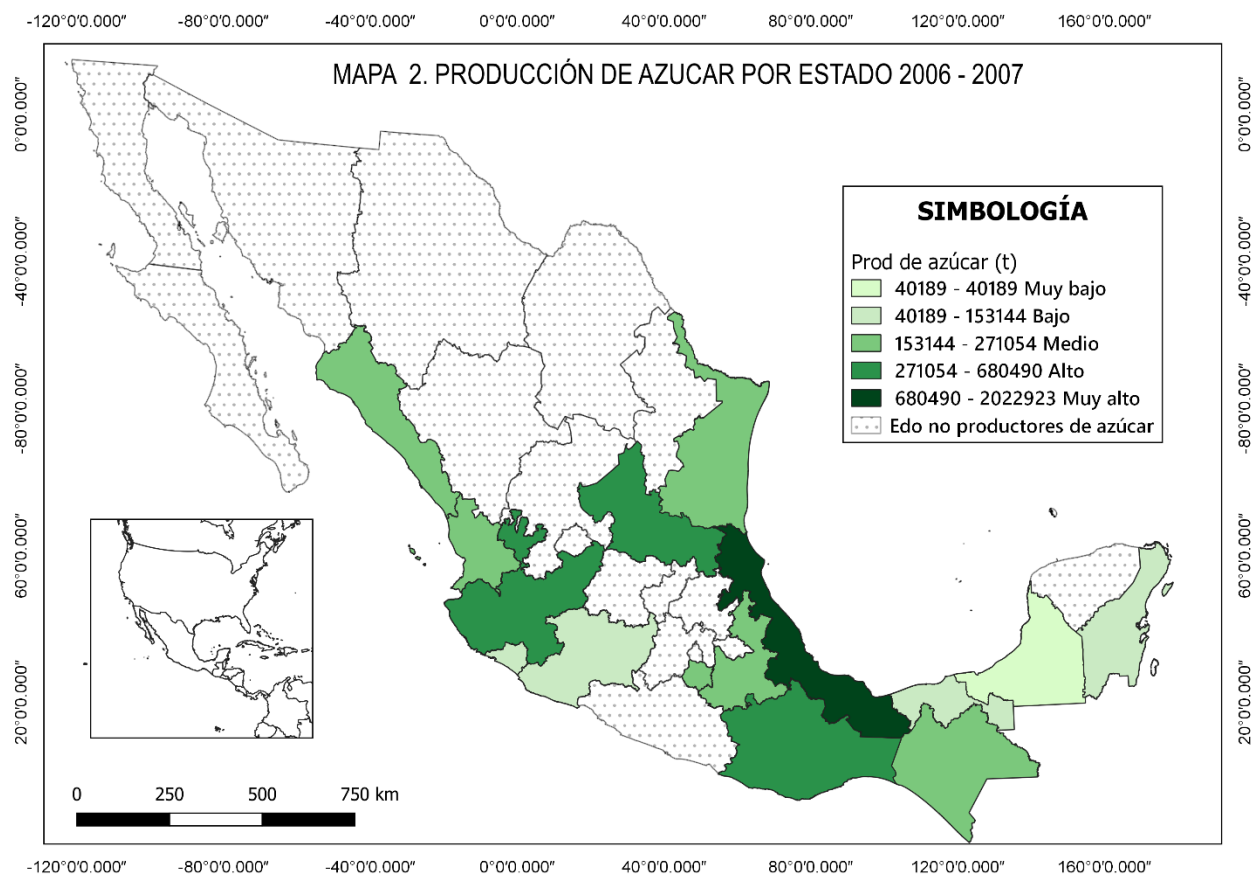 -120°0'0.000″ -80°0'0.000″ -40°0'0.000″ 0°0'0.000″ 40°0'0.000″ 80°0'0.000″ 120°0'0.000″ 160°0'0.000″
MAPA 2. PRODUCCIÓN DE AZUCAR POR ESTADO 2006 - 2007
0°0'0.000″
-40°0'0.000″
-80°0'0.000″
60°0'0.000″
20°0'0.000″
SIMBOLOGÍA
Prod de azúcar (t)
40189 - 40189 Muy bajo
40189 - 153144 Bajo
153144 - 271054 Medio
271054 - 680490 Alto
680490 - 2022923 Muy alto
Edo no productores de azúcar
0°0'0.000″
-40°0'0.000″
-80°0'0.000″
60°0'0.000″
20°0'0.000″
0 250 500 750 km
-120°0'0.000″ -80°0'0.000″ -40°0'0.000″ 0°0'0.000″ 40°0'0.000″ 80°0'0.000″ 120°0'0.000″ 160°0'0.000″